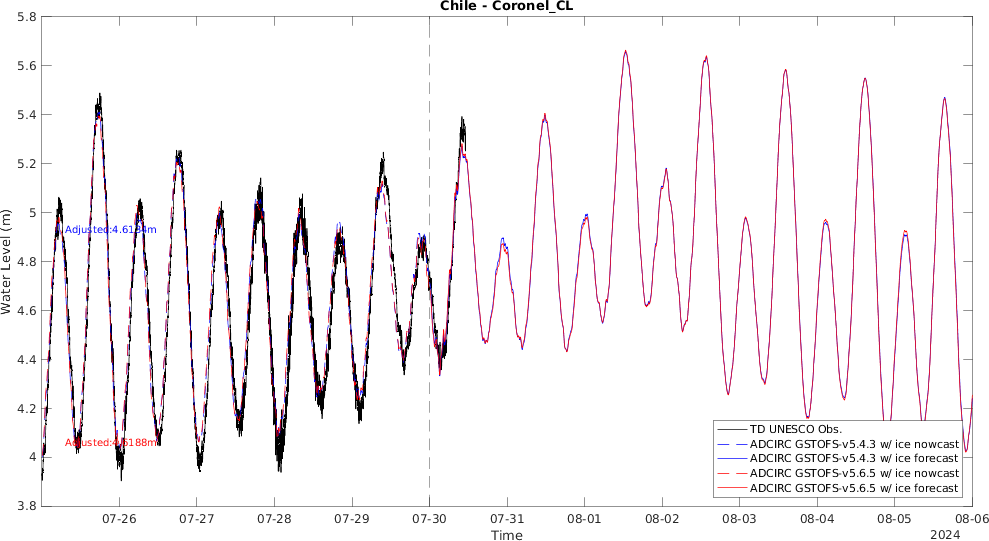 Chile - Coronel_CL
5.8
5.6
5.4
5.2
5
4.8
4.6
4.4
4.2
4
3.8
Water Level (m)
Adjusted:4.6134m
Adjusted:4.6188m
TD UNESCO Obs.
ADCIRC GSTOFS-v5.4.3 w/ ice nowcast
ADCIRC GSTOFS-v5.4.3 w/ ice forecast
ADCIRC GSTOFS-v5.6.5 w/ ice nowcast
ADCIRC GSTOFS-v5.6.5 w/ ice forecast
07-26 07-27 07-28 07-29 07-30 07-31 08-01 08-02 08-03 08-04 08-05 08-06
Time
2024